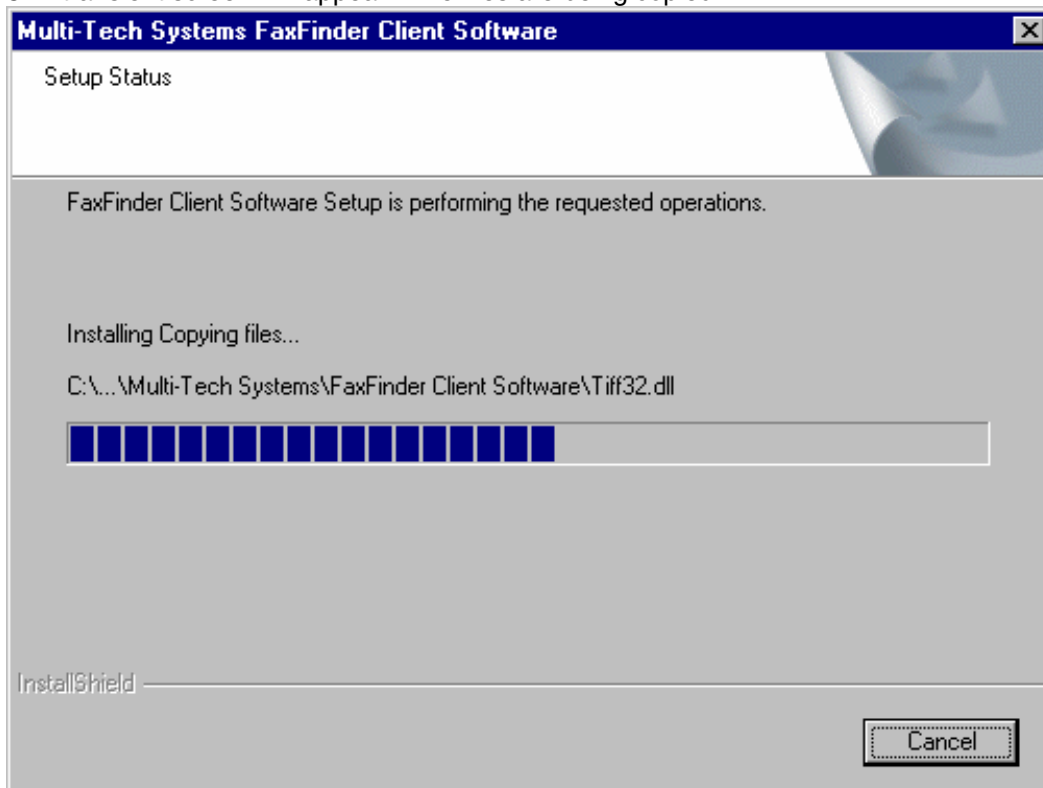 Multi-Tech Systems FaxFinder Client Software
Setup Status
FaxFinder Client Software Setup is performing the requested operations.
Installing Copying files...
C:\...\Multi-Tech Systems\FaxFinder Client Software\Tiff32.dll
InstallShield
Cancel